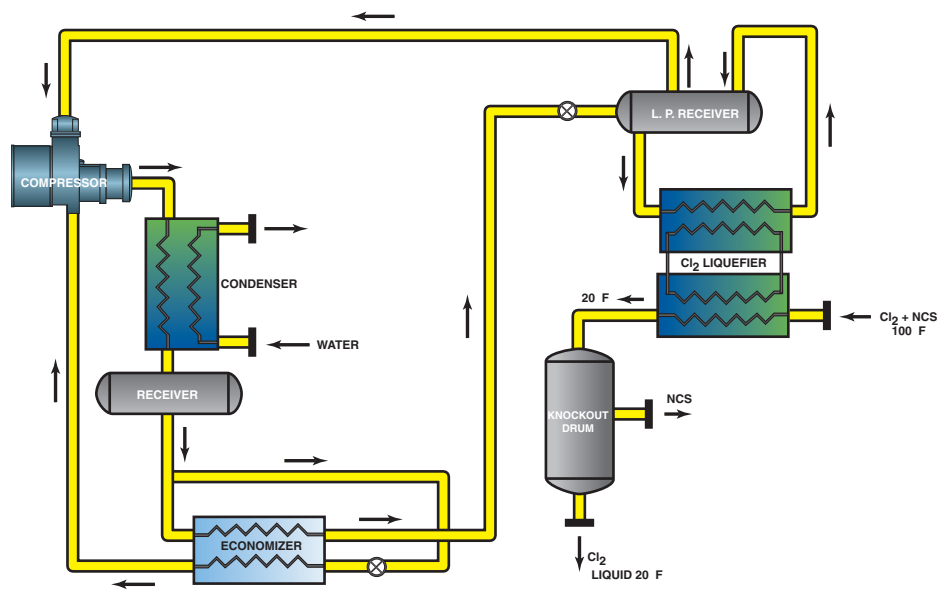 L. P. RECEIVER
COMPRESSOR
CONDENSER
Cl₂ LIQUEFIER
20 F
Cl₂ + NCS
100 F
WATER
RECEIVER
NCS
KNOCKOUT
DRUM
ECONOMIZER
Cl₂
LIQUID 20 F